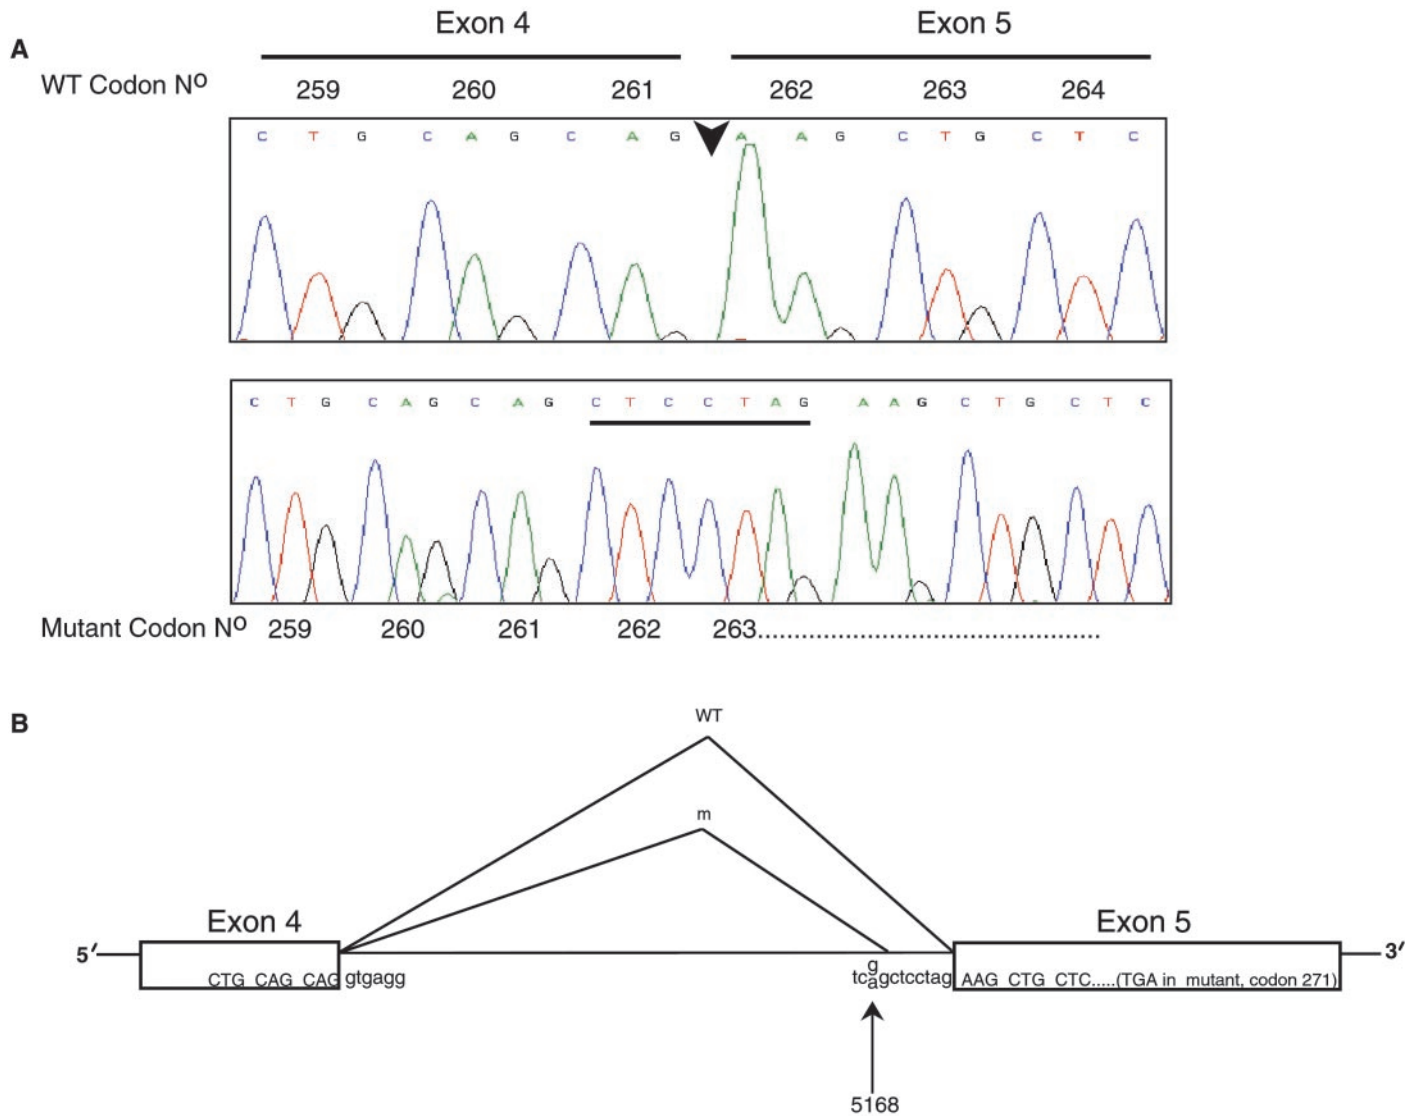 A
Exon 4 Exon 5
WT Codon Nº 259 260 261 262 263 264
C T G C A G C A G A A G C T G C T C
C T G C A G C A G C T C C T A G A A G C T G C T C
Mutant Codon Nº 259 260 261 262 263............................................
B
WT
m
Exon 4 Exon 5
5′ 3′
g
CTG CAG CAG gtgagg tcagctcctag AAG CTG CTC.....(TGA in mutant, codon 271)
a
5168